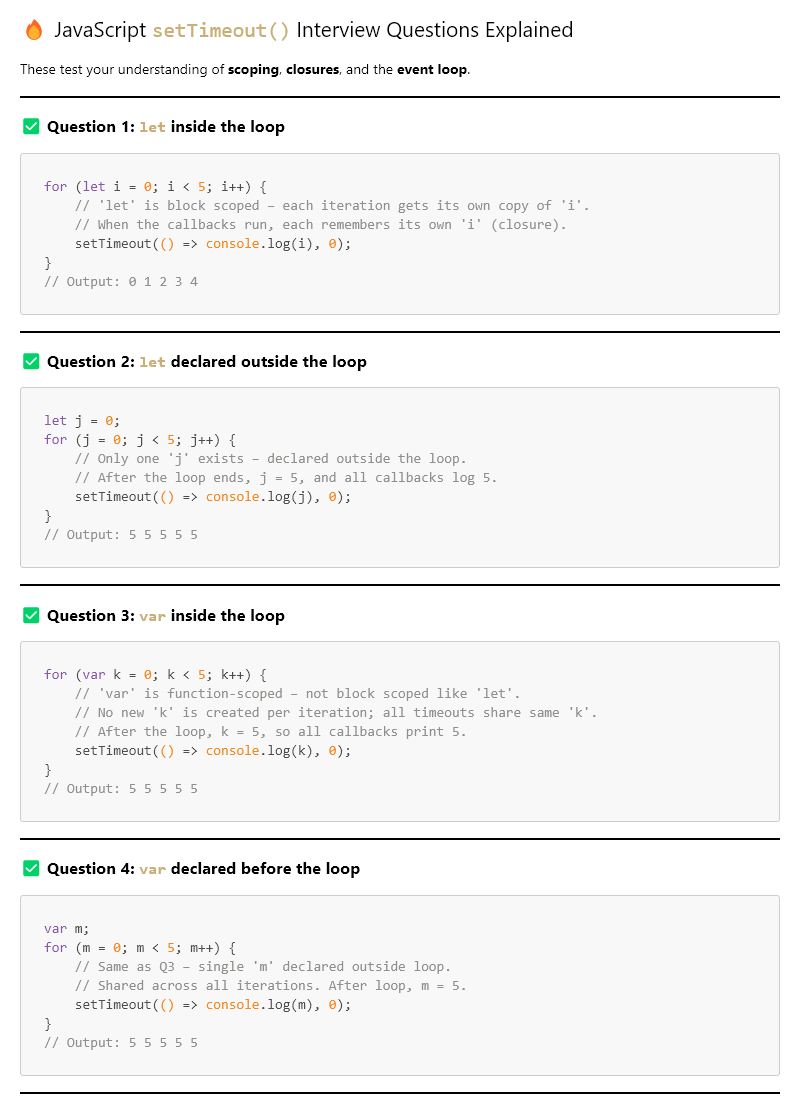 🔥 JavaScript setTimeout() Interview Questions Explained
These test your understanding of scoping, closures, and the event loop.
✅ Question 1: let inside the loop
for (let i = 0; i < 5; i++) {
    // 'let' is block scoped – each iteration gets its own copy of 'i'.
    // When the callbacks run, each remembers its own 'i' (closure).
    setTimeout(() => console.log(i), 0);
}
// Output: 0 1 2 3 4
✅ Question 2: let declared outside the loop
let j = 0;
for (j = 0; j < 5; j++) {
    // Only one 'j' exists – declared outside the loop.
    // After the loop ends, j = 5, and all callbacks log 5.
    setTimeout(() => console.log(j), 0);
}
// Output: 5 5 5 5 5
✅ Question 3: var inside the loop
for (var k = 0; k < 5; k++) {
    // 'var' is function-scoped – not block scoped like 'let'.
    // No new 'k' is created per iteration; all timeouts share same 'k'.
    // After the loop, k = 5, so all callbacks print 5.
    setTimeout(() => console.log(k), 0);
}
// Output: 5 5 5 5 5
✅ Question 4: var declared before the loop
var m;
for (m = 0; m < 5; m++) {
    // Same as Q3 – single 'm' declared outside loop.
    // Shared across all iterations. After loop, m = 5.
    setTimeout(() => console.log(m), 0);
}
// Output: 5 5 5 5 5